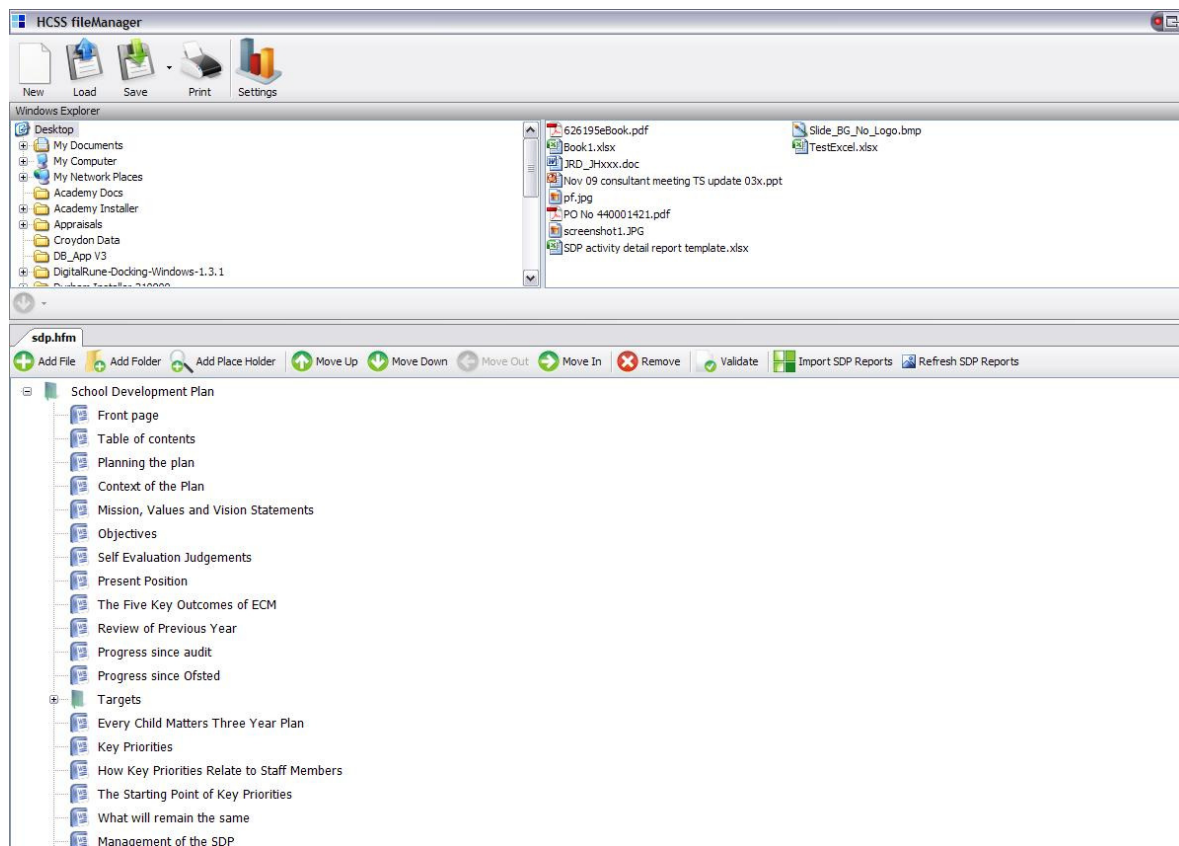 HCSS fileManager
New Load Save Print Settings
Windows Explorer
Desktop
My Documents
My Computer
My Network Places
Academy Docs
Academy Installer
Appraisals
Croydon Data
DB_App V3
DigitalRune-Docking-Windows-1.3.1
626195eBook.pdf
Book1.xlsx
JRD_JHxxx.doc
Nov 09 consultant meeting TS update 03x.ppt
pf.jpg
PO No 440001421.pdf
screenshot1.JPG
SDP activity detail report template.xlsx
Slide_BG_No_Logo.bmp
TestExcel.xlsx
sdp.hfm
Add File Add Folder Add Place Holder Move Up Move Down Move Out Move In Remove Validate Import SDP Reports Refresh SDP Reports
School Development Plan
Front page
Table of contents
Planning the plan
Context of the Plan
Mission, Values and Vision Statements
Objectives
Self Evaluation Judgements
Present Position
The Five Key Outcomes of ECM
Review of Previous Year
Progress since audit
Progress since Ofsted
Targets
Every Child Matters Three Year Plan
Key Priorities
How Key Priorities Relate to Staff Members
The Starting Point of Key Priorities
What will remain the same
Management of the SDP